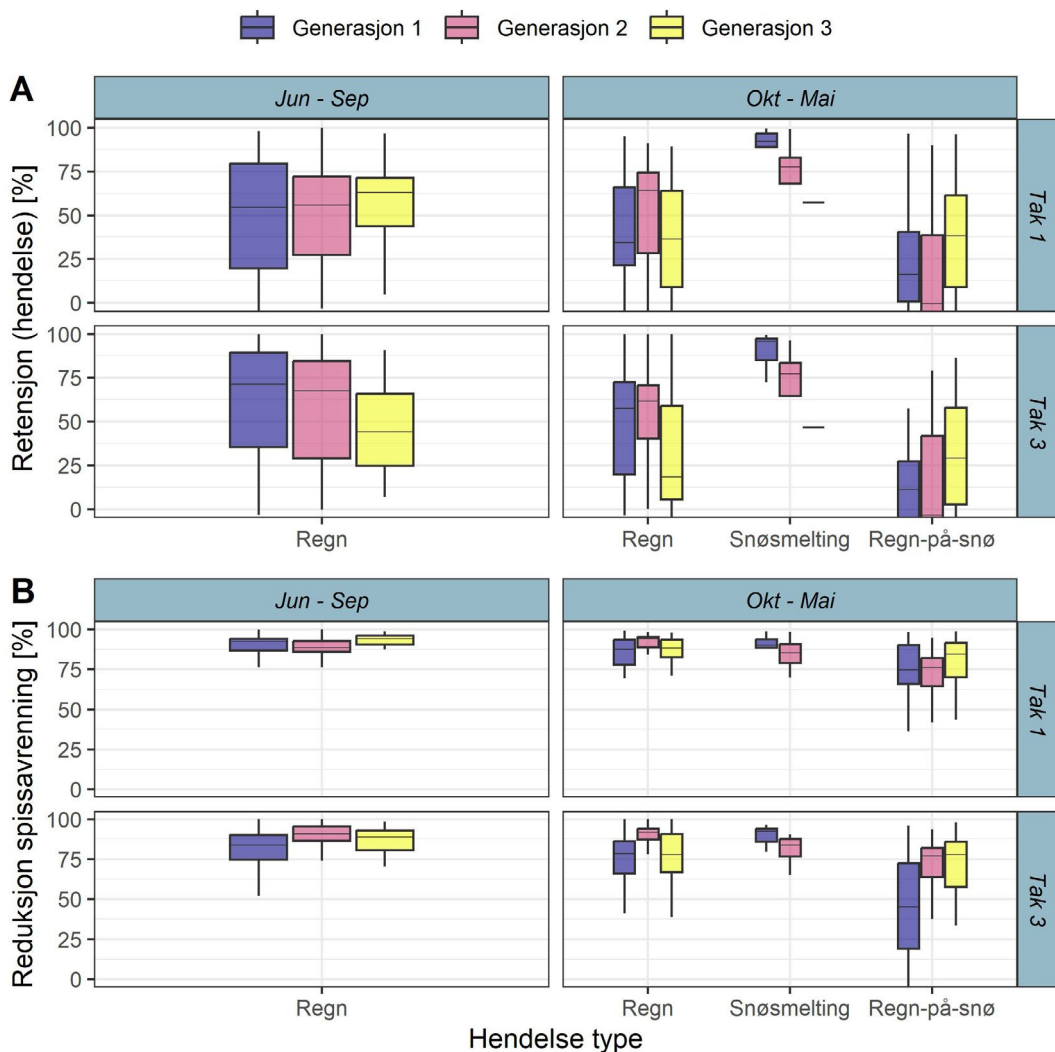 Generasjon 1 Generasjon 2 Generasjon 3
A
Jun - Sep Okt - Mai
Retensjon (hendelse) [%]
100
75
50
25
0
Tak 1
100
75
50
25
0
Tak 3
Regn Regn Snøsmelting Regn-på-snø
B
Jun - Sep Okt - Mai
Reduksjon spissavrenning [%]
100
75
50
25
0
Tak 1
100
75
50
25
0
Tak 3
Regn Regn Snøsmelting Regn-på-snø
Hendelse type